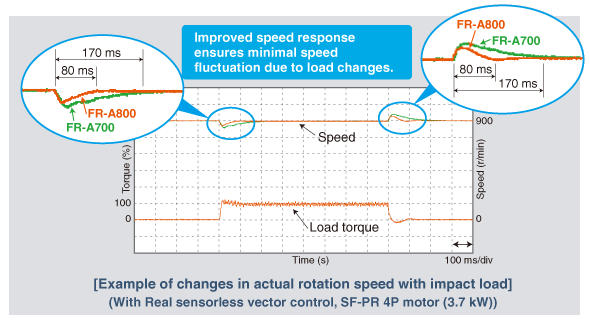 Improved speed response
ensures minimal speed
fluctuation due to load changes.
170 ms
80 ms
FR-A800
FR-A700
FR-A800
FR-A700
80 ms
170 ms
Speed
900
Torque (%)
Speed (r/min)
100
0
Load torque
0
Time (s)
100 ms/div
[Example of changes in actual rotation speed with impact load]
(With Real sensorless vector control, SF-PR 4P motor (3.7 kW))